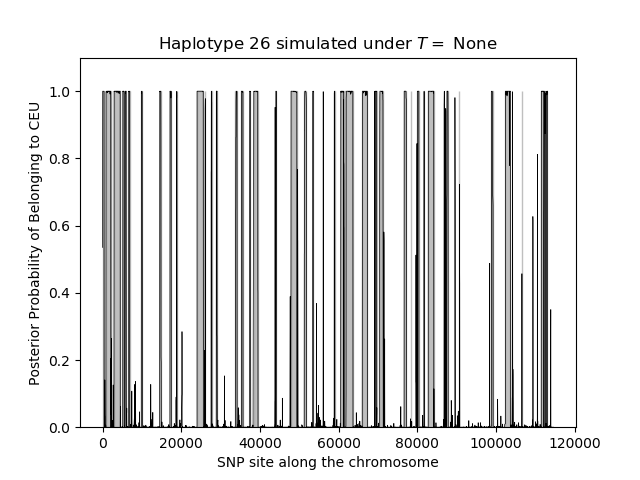 Haplotype 26 simulated under T = None
Posterior Probability of Belonging to CEU
1.0
0.8
0.6
0.4
0.2
0.0
0 20000 40000 60000 80000 100000 120000
SNP site along the chromosome